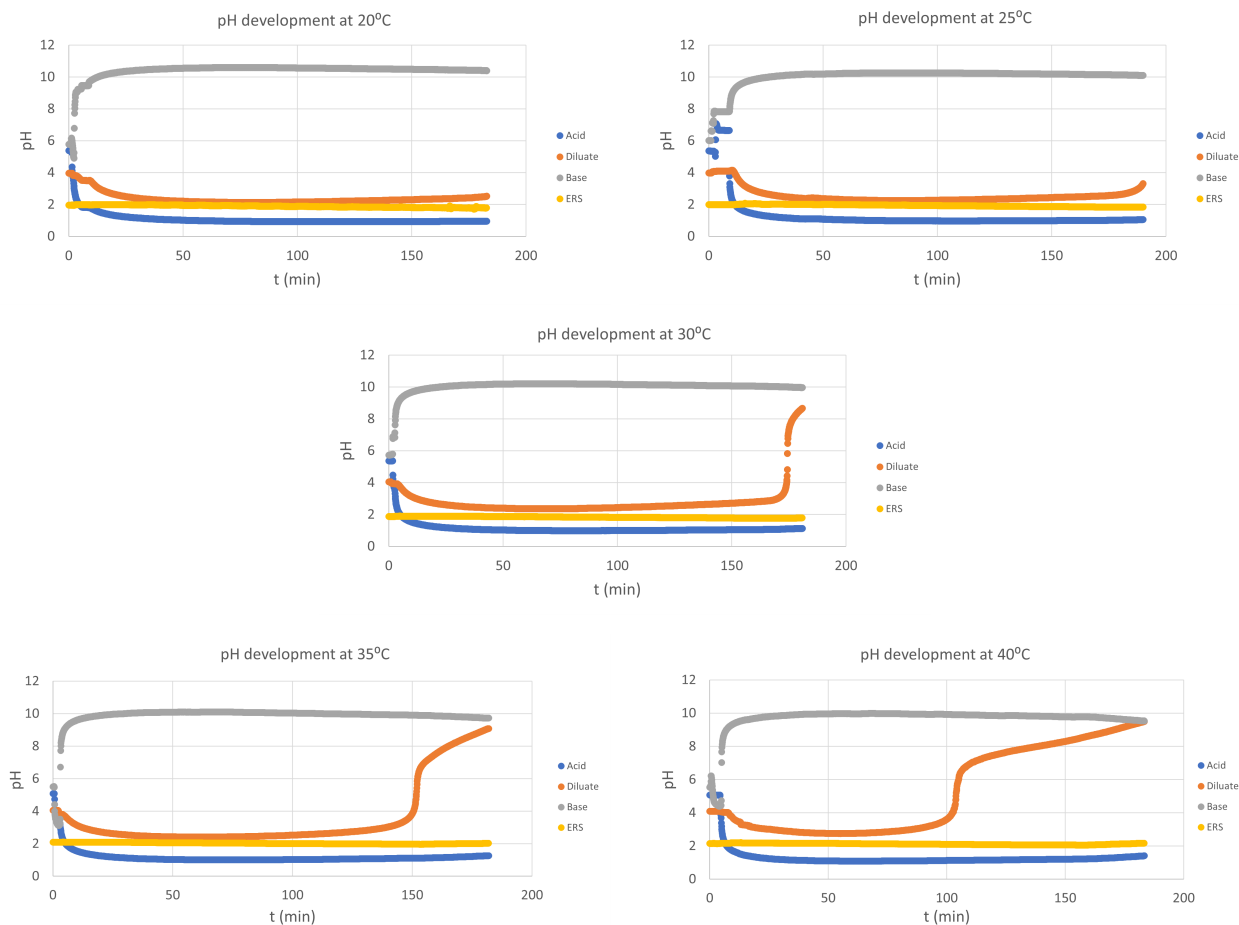 pH development at 20⁰C
12
10
8
6
4
2
0
pH
0 50 100 150 200
t (min)
Acid
Diluate
Base
ERS
pH development at 25⁰C
12
10
8
6
4
2
0
pH
0 50 100 150 200
t (min)
Acid
Diluate
Base
ERS
pH development at 30⁰C
12
10
8
6
4
2
0
pH
0 50 100 150 200
t (min)
Acid
Diluate
Base
ERS
pH development at 35⁰C
12
10
8
6
4
2
0
pH
0 50 100 150 200
t (min)
Acid
Diluate
Base
ERS
pH development at 40⁰C
12
10
8
6
4
2
0
pH
0 50 100 150 200
t (min)
Acid
Diluate
Base
ERS